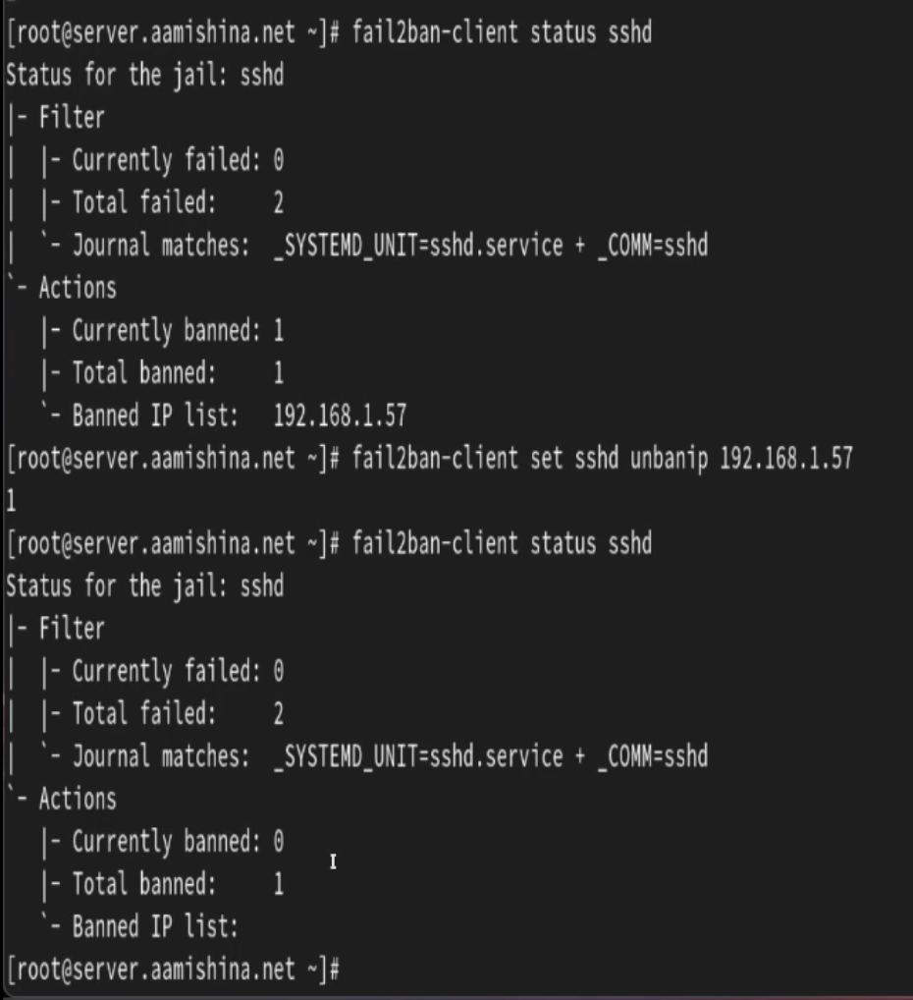 [root@server.aamishina.net ~]# fail2ban-client status sshd
Status for the jail: sshd
|- Filter
|  |- Currently failed: 0
|  |- Total failed:     2
|  `- Journal matches:  _SYSTEMD_UNIT=sshd.service + _COMM=sshd
`- Actions
   |- Currently banned: 1
   |- Total banned:     1
   `- Banned IP list:   192.168.1.57
[root@server.aamishina.net ~]# fail2ban-client set sshd unbanip 192.168.1.57
1
[root@server.aamishina.net ~]# fail2ban-client status sshd
Status for the jail: sshd
|- Filter
|  |- Currently failed: 0
|  |- Total failed:     2
|  `- Journal matches:  _SYSTEMD_UNIT=sshd.service + _COMM=sshd
`- Actions
   |- Currently banned: 0
   |- Total banned:     1
   `- Banned IP list:
[root@server.aamishina.net ~]#